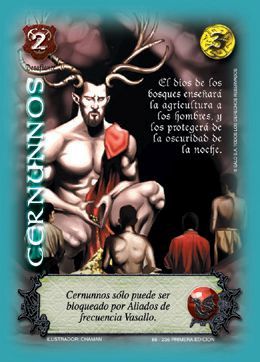 2
3
Desafiante
El dios de los
bosques enseñará
la agricultura a
los hombres, y
los protegerá de
la oscuridad de
la noche.
CERNUNNOS
Cernunnos sólo puede ser
bloqueado por Aliados de
frecuencia Vasallo.
ILUSTRADOR: CHAMAN
PRIMERA EDICION